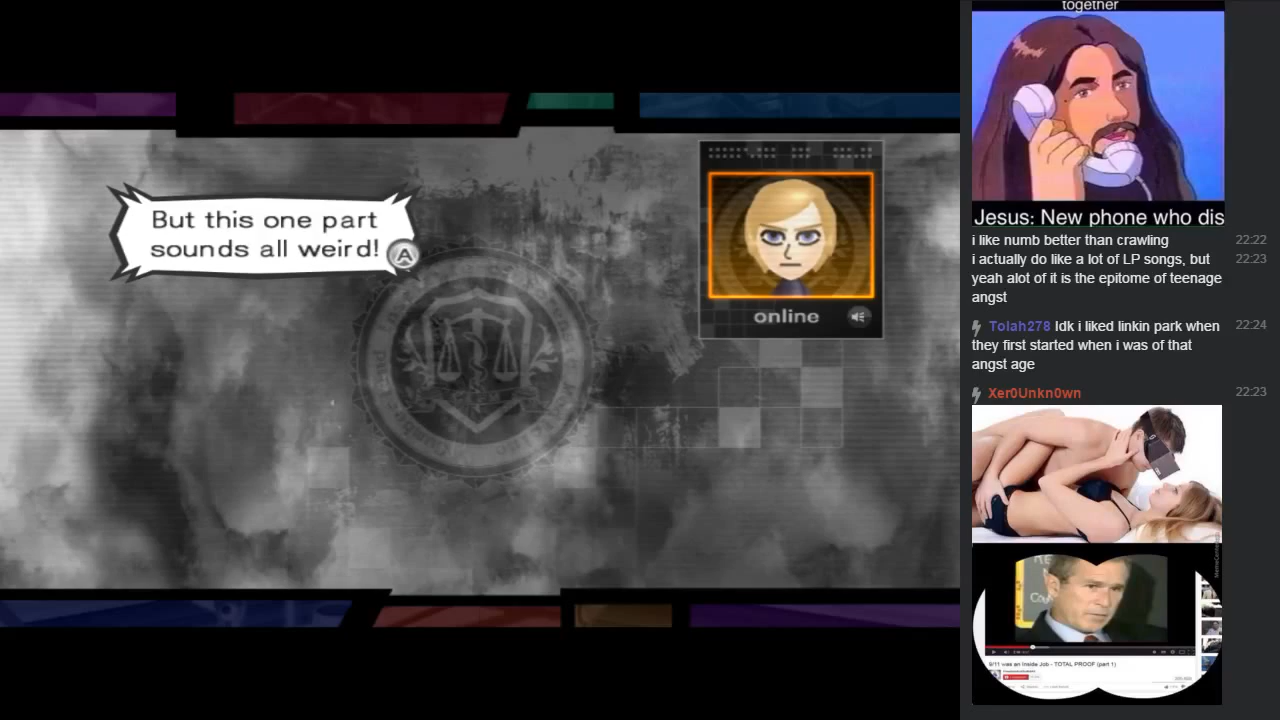 But this one part
sounds all weird!
A
online
together
Jesus: New phone who dis
i like numb better than crawling 22:22
i actually do like a lot of LP songs, but 22:23
yeah alot of it is the epitome of teenage
angst
Tolah278 Idk i liked linkin park when 22:24
they first started when i was of that
angst age
Xer0Unkn0wn 22:23
9/11 was an Inside Job - TOTAL PROOF (part 1)